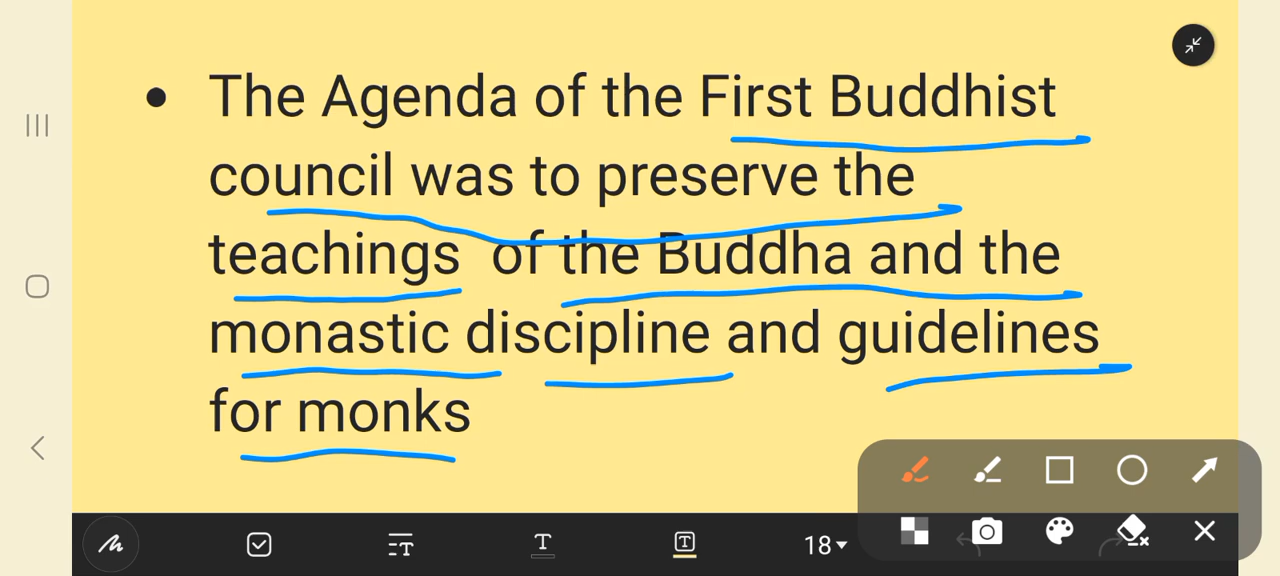 • The Agenda of the First Buddhist
council was to preserve the
teachings of the Buddha and the
monastic discipline and guidelines
for monks
18